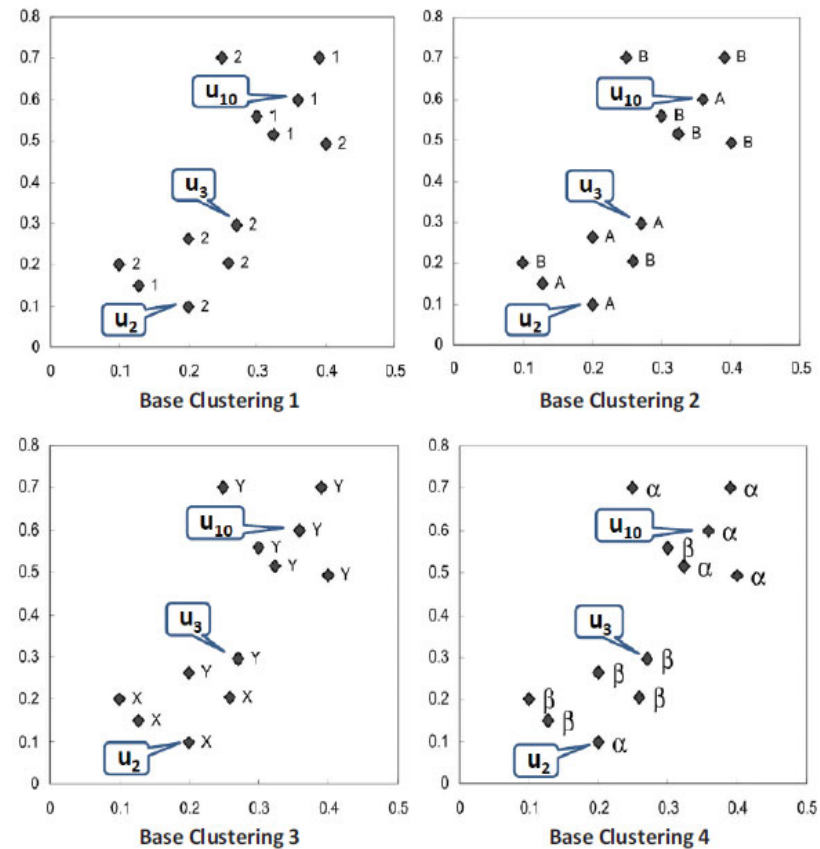 0.8
0.7
0.6
0.5
0.4
0.3
0.2
0.1
0
2 1
u10
1
1
1
2
u3
2
2
2
2
1
u2
2
0.1 0.2 0.3 0.4 0.5
Base Clustering 1
0.8
0.7
0.6
0.5
0.4
0.3
0.2
0.1
0
B B
u10
A
B
B
B
u3
A
A
B
B
A
u2
A
0 0.1 0.2 0.3 0.4 0.5
Base Clustering 2
0.8
0.7
0.6
0.5
0.4
0.3
0.2
0.1
0
Y Y
u10
Y
Y
Y
Y
u3
Y
Y
X
X
X
u2
X
0 0.1 0.2 0.3 0.4 0.5
Base Clustering 3
0.8
0.7
0.6
0.5
0.4
0.3
0.2
0.1
0
α α
u10
α
β
α
α
u3
β
β
β
β
β
u2
α
0 0.1 0.2 0.3 0.4 0.5
Base Clustering 4